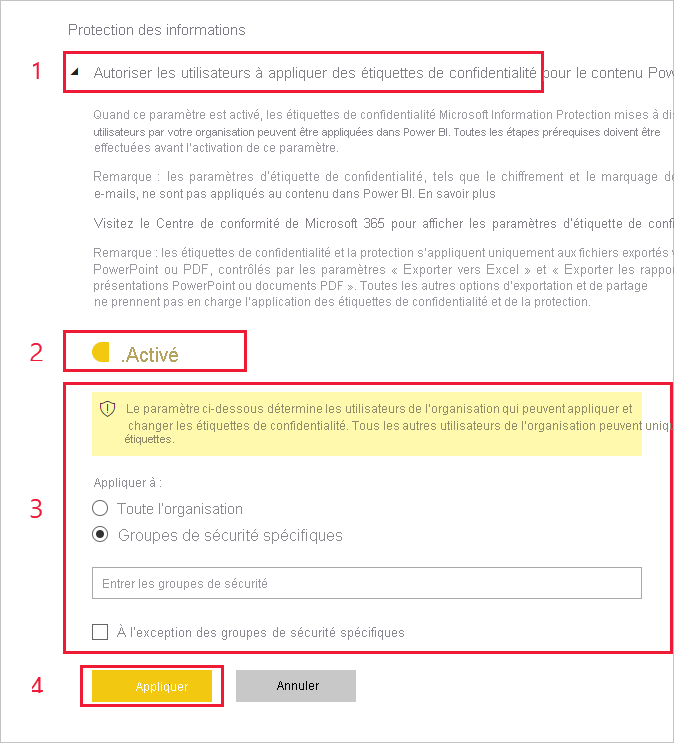 Protection des informations
1 Autoriser les utilisateurs à appliquer des étiquettes de confidentialité pour le contenu Pow
Quand ce paramètre est activé, les étiquettes de confidentialité Microsoft Information Protection mises à di
utilisateurs par votre organisation peuvent être appliquées dans Power BI. Toutes les étapes prérequises doivent être
effectuées avant l'activation de ce paramètre.
Remarque : les paramètres d'étiquette de confidentialité, tels que le chiffrement et le marquage de
e-mails, ne sont pas appliqués au contenu dans Power BI. En savoir plus
Visitez le Centre de conformité de Microsoft 365 pour afficher les paramètres d'étiquette de confi
Remarque : les étiquettes de confidentialité et la protection s'appliquent uniquement aux fichiers exportés v
PowerPoint ou PDF, contrôlés par les paramètres « Exporter vers Excel » et « Exporter les rappor
présentations PowerPoint ou documents PDF ». Toutes les autres options d'exportation et de partage
ne prennent pas en charge l'application des étiquettes de confidentialité et de la protection.
2 .Activé
Le paramètre ci-dessous détermine les utilisateurs de l'organisation qui peuvent appliquer et
changer les étiquettes de confidentialité. Tous les autres utilisateurs de l'organisation peuvent uniq
étiquettes.
Appliquer à :
3 Toute l'organisation
Groupes de sécurité spécifiques
Entrer les groupes de sécurité
À l'exception des groupes de sécurité spécifiques
4 Appliquer Annuler